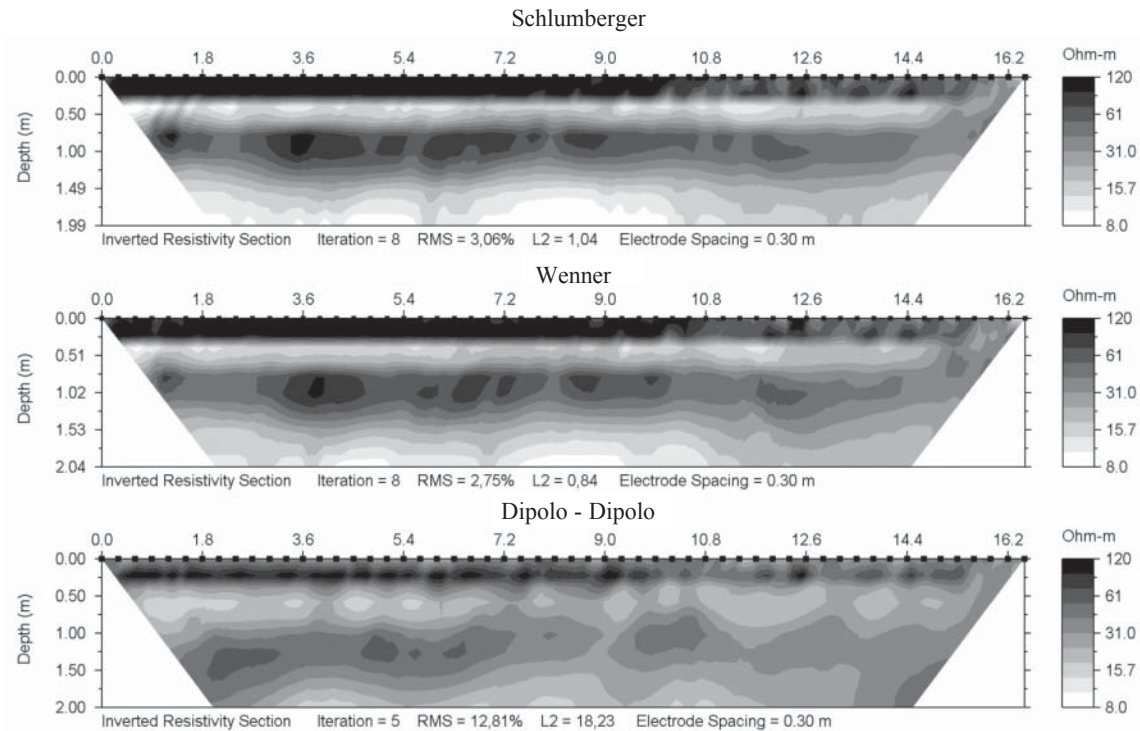 Schlumberger
0.0 1.8 3.6 5.4 7.2 9.0 10.8 12.6 14.4 16.2 Ohm-m
0.00 120
0.50 61
Depth (m) 1.00 31.0
1.49 15.7
1.99 8.0
Inverted Resistivity Section Iteration = 8 RMS = 3,06% L2 = 1,04 Electrode Spacing = 0.30 m
Wenner
0.0 1.8 3.6 5.4 7.2 9.0 10.8 12.6 14.4 16.2 Ohm-m
0.00 120
0.51 61
Depth (m) 1.02 31.0
1.53 15.7
2.04 8.0
Inverted Resistivity Section Iteration = 8 RMS = 2,75% L2 = 0,84 Electrode Spacing = 0.30 m
Dipolo - Dipolo
0.0 1.8 3.6 5.4 7.2 9.0 10.8 12.6 14.4 16.2 Ohm-m
0.00 120
0.50 61
Depth (m) 1.00 31.0
1.50 15.7
2.00 8.0
Inverted Resistivity Section Iteration = 5 RMS = 12,81% L2 = 18,23 Electrode Spacing = 0.30 m